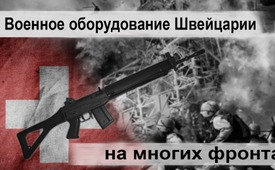 Военное оборудование Швейцарии
на многих фронта